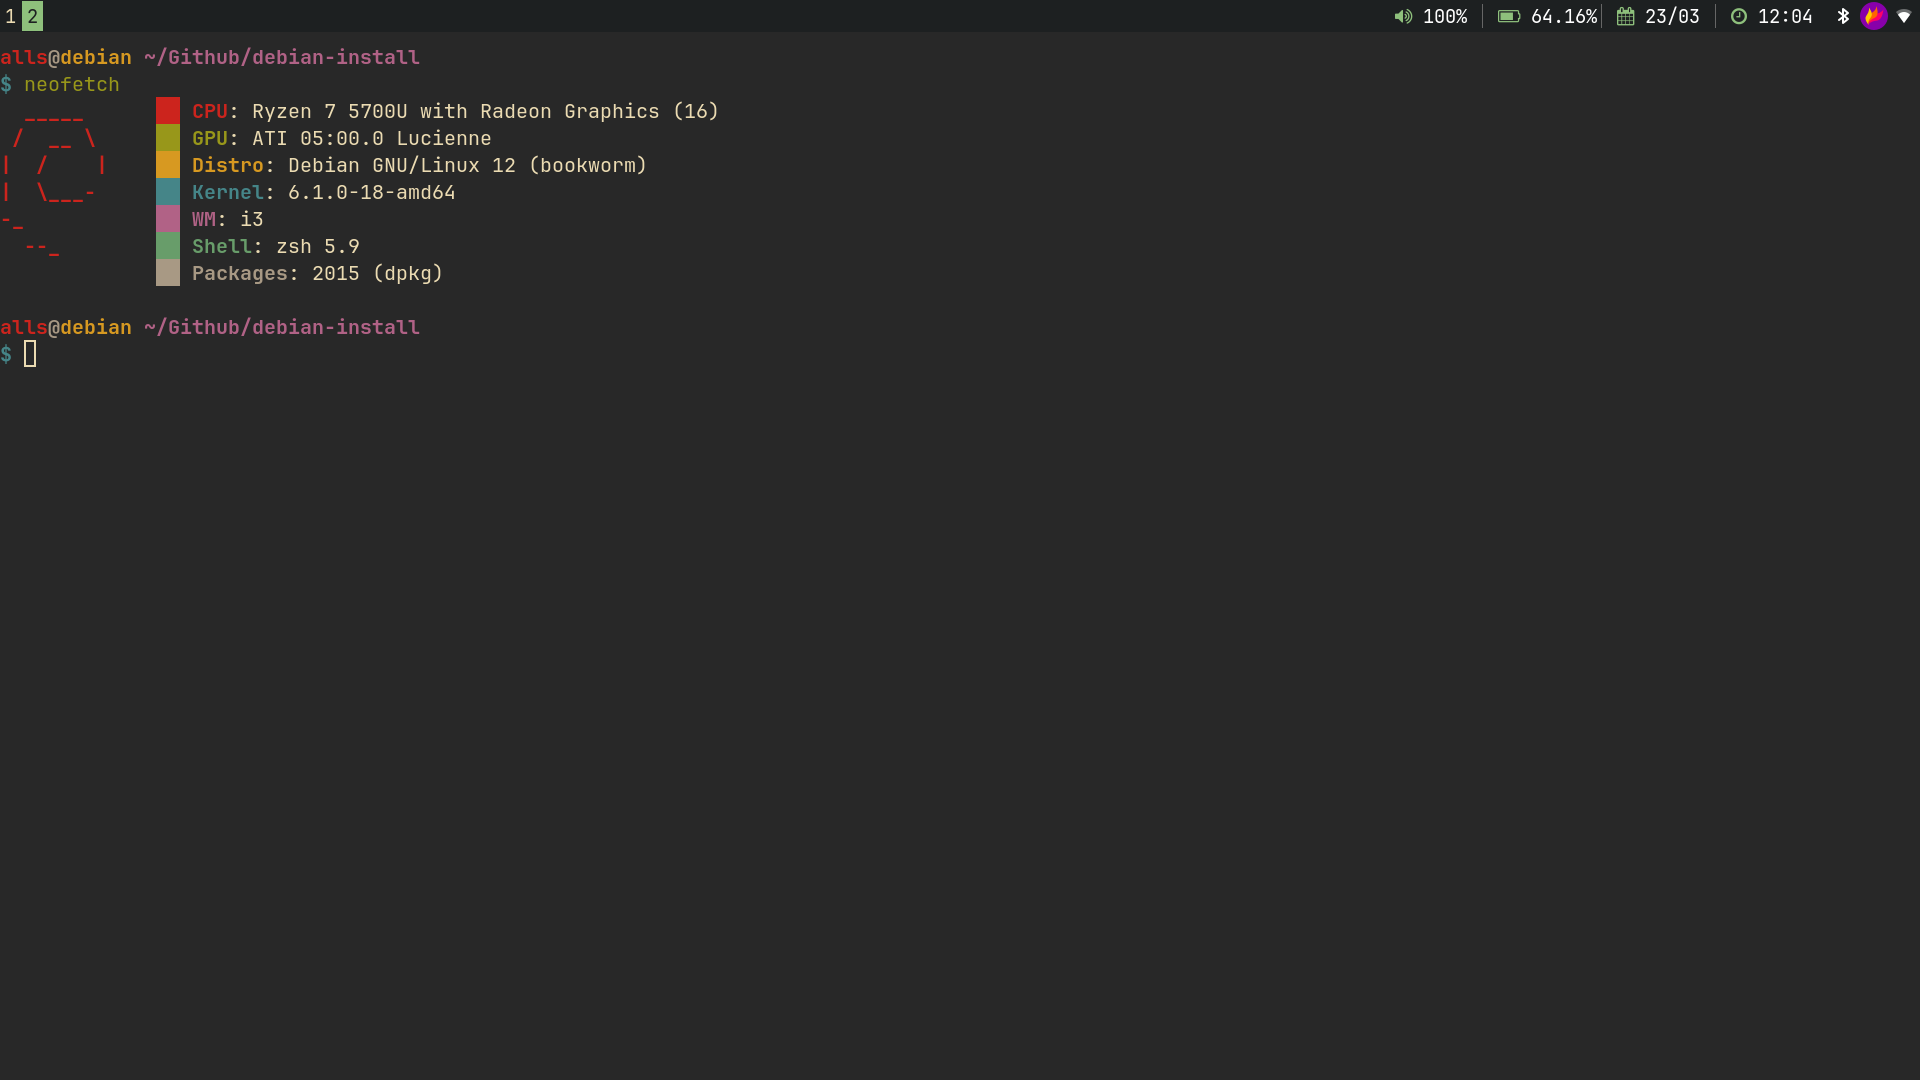 1 2 100% 64.16% 23/03 12:04
alls@debian ~/Github/debian-install
$ neofetch
CPU: Ryzen 7 5700U with Radeon Graphics (16)
GPU: ATI 05:00.0 Lucienne
Distro: Debian GNU/Linux 12 (bookworm)
Kernel: 6.1.0-18-amd64
WM: i3
Shell: zsh 5.9
Packages: 2015 (dpkg)
alls@debian ~/Github/debian-install
$